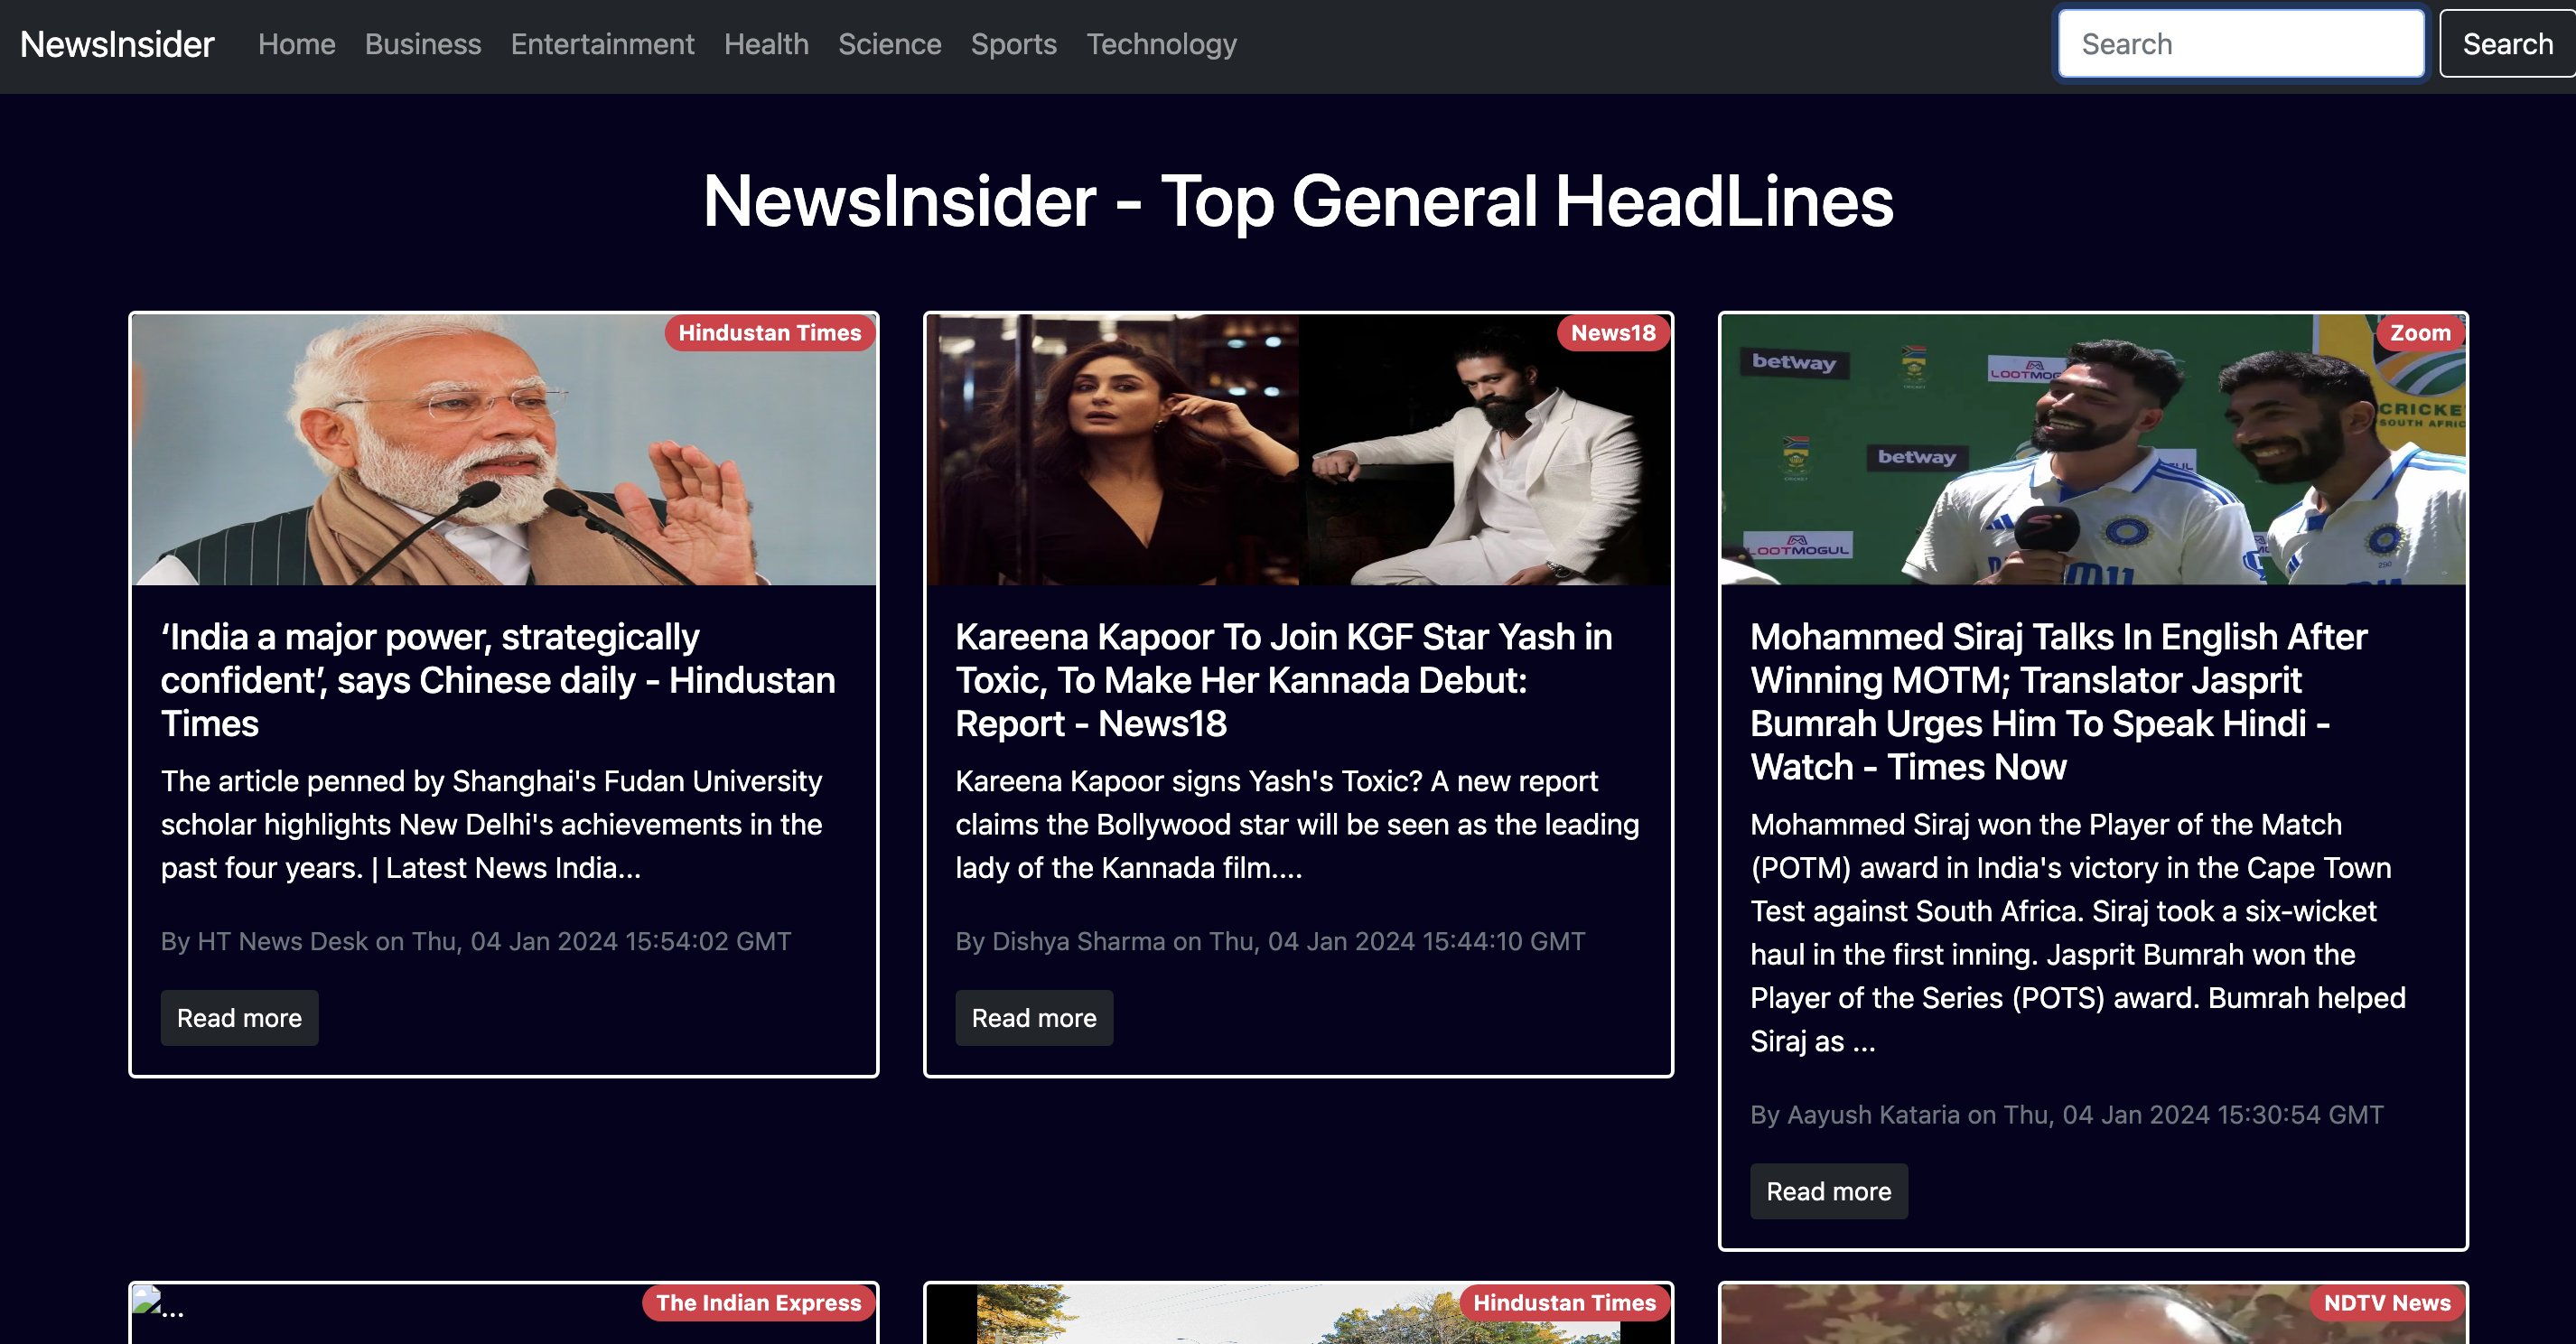 NewsInsider Home Business Entertainment Health Science Sports Technology Search Search
NewsInsider - Top General HeadLines
Hindustan Times
‘India a major power, strategically
confident’, says Chinese daily - Hindustan
Times
The article penned by Shanghai's Fudan University
scholar highlights New Delhi's achievements in the
past four years. | Latest News India...
By HT News Desk on Thu, 04 Jan 2024 15:54:02 GMT
Read more
News18
Kareena Kapoor To Join KGF Star Yash in
Toxic, To Make Her Kannada Debut:
Report - News18
Kareena Kapoor signs Yash's Toxic? A new report
claims the Bollywood star will be seen as the leading
lady of the Kannada film....
By Dishya Sharma on Thu, 04 Jan 2024 15:44:10 GMT
Read more
Zoom
betway
betway
LOOTMOGUL
SOUTH AFRIC
Mohammed Siraj Talks In English After
Winning MOTM; Translator Jasprit
Bumrah Urges Him To Speak Hindi -
Watch - Times Now
Mohammed Siraj won the Player of the Match
(POTM) award in India's victory in the Cape Town
Test against South Africa. Siraj took a six-wicket
haul in the first inning. Jasprit Bumrah won the
Player of the Series (POTS) award. Bumrah helped
Siraj as ...
By Aayush Kataria on Thu, 04 Jan 2024 15:30:54 GMT
Read more
...
The Indian Express
Hindustan Times
NDTV News